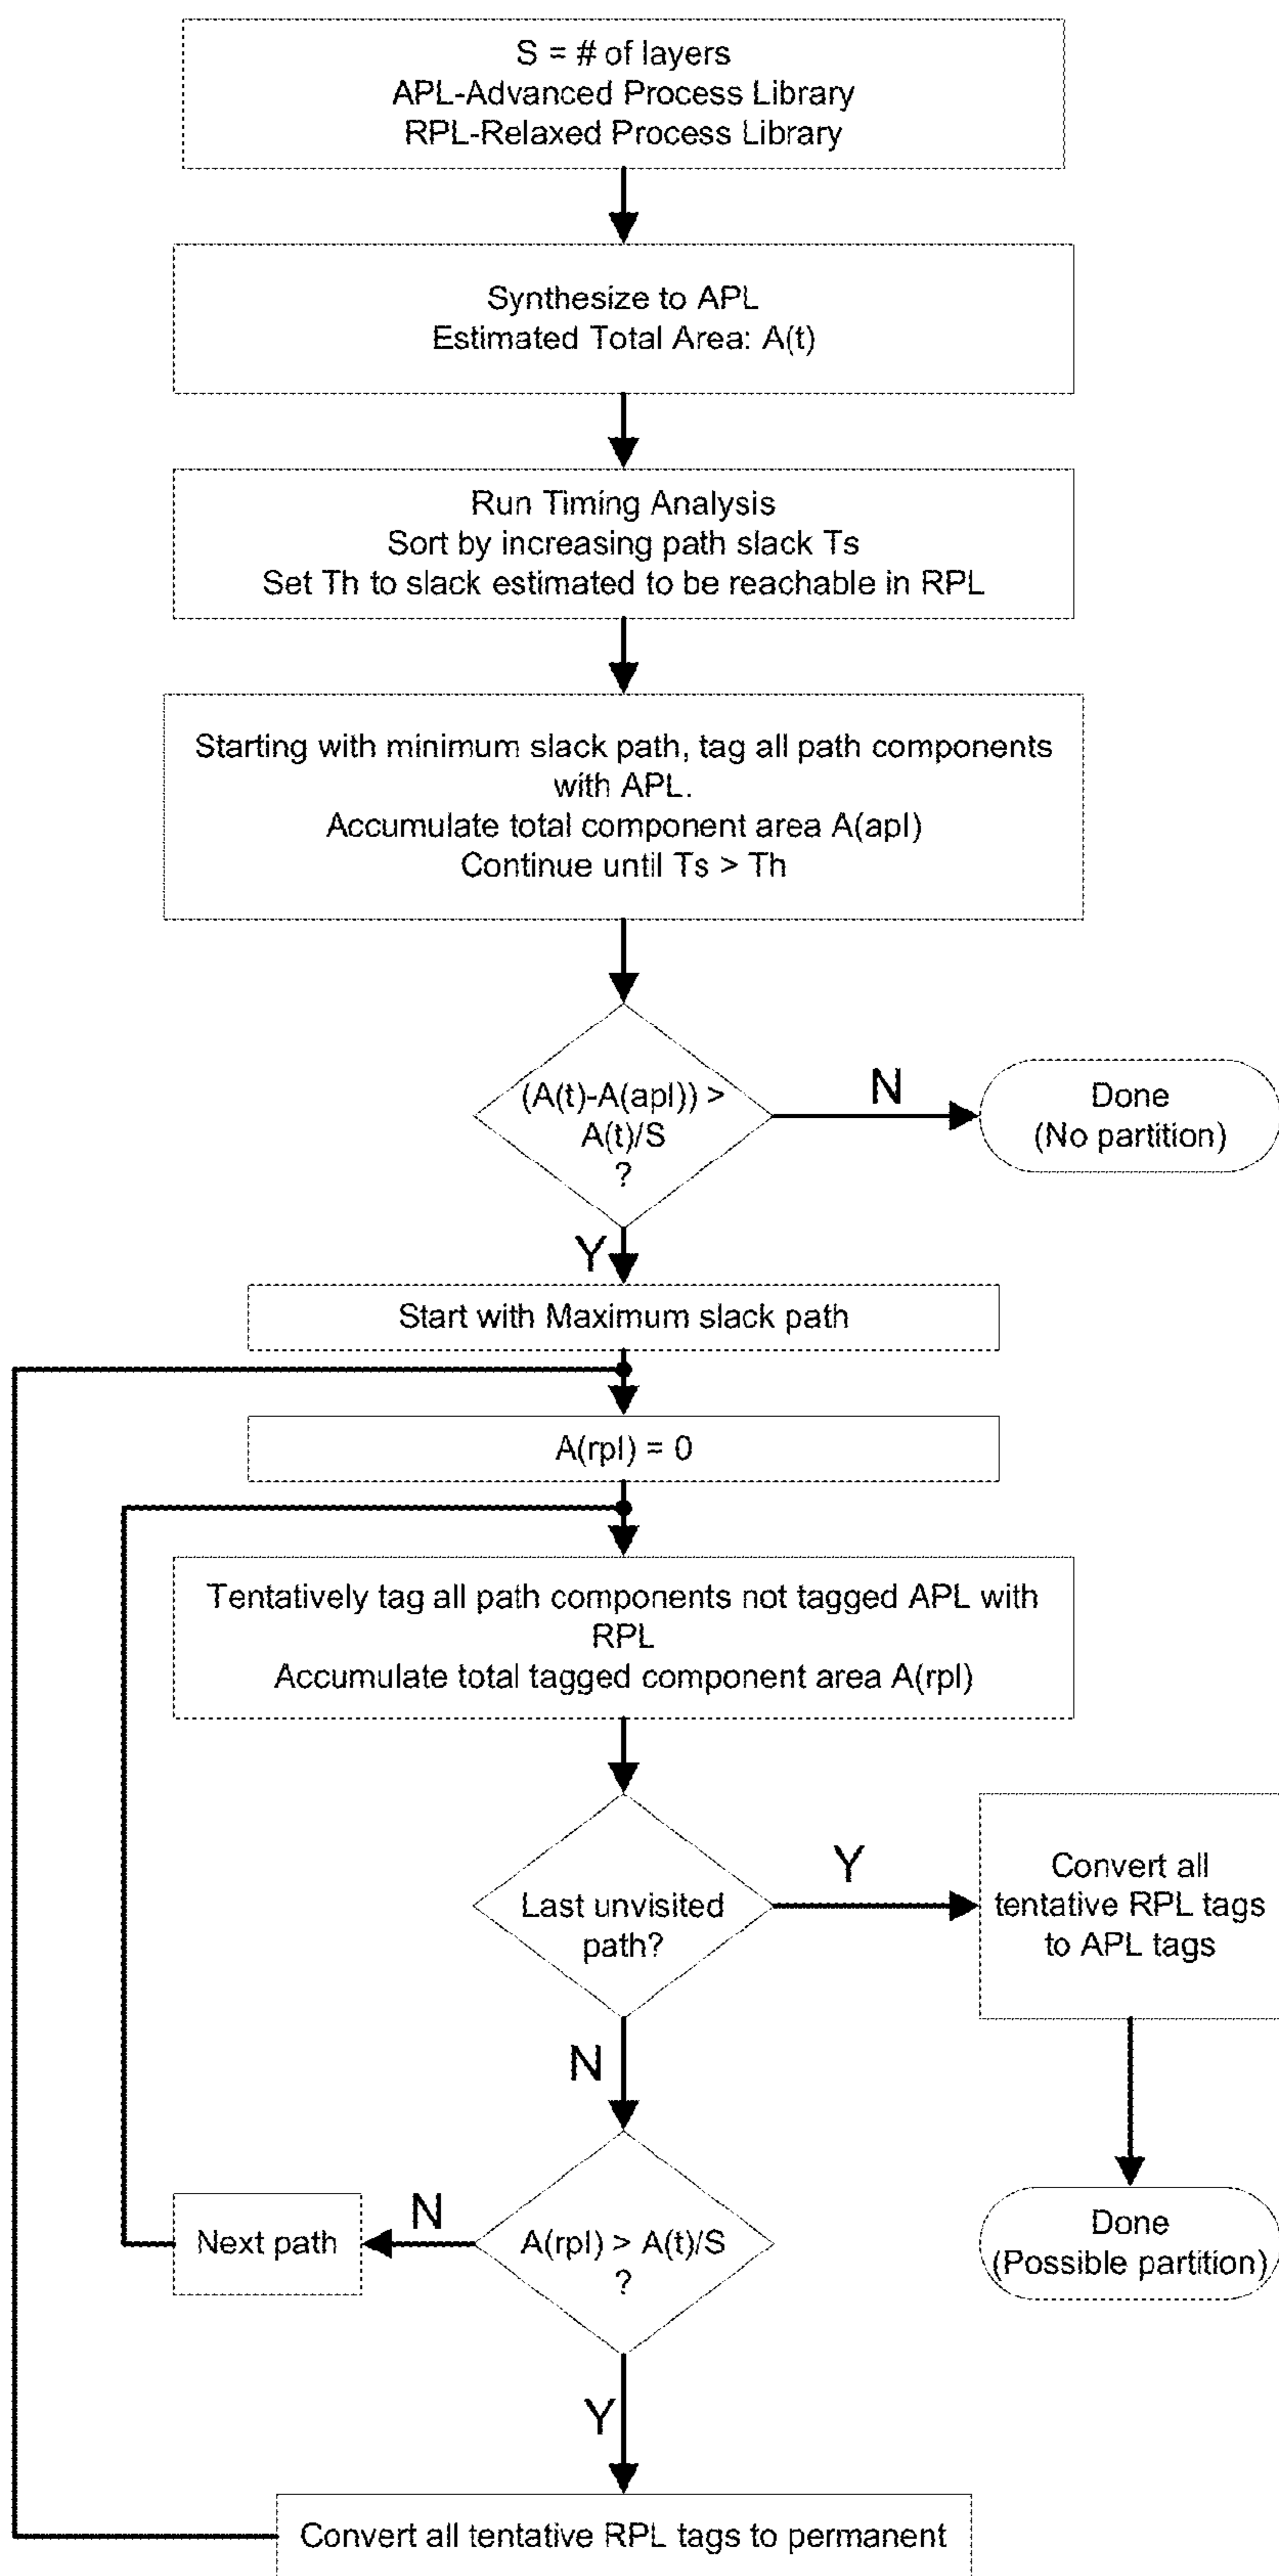 S = # of layers
APL-Advanced Process Library
RPL-Relaxed Process Library
Synthesize to APL
Estimated Total Area: A(t)
Run Timing Analysis
Sort by increasing path slack Ts
Set Th to slack estimated to be reachable in RPL
Starting with minimum slack path, tag all path components
with APL.
Accumulate total component area A(apl)
Continue until Ts > Th
(A(t)-A(apl)) >
A(t)/S
?
N
Done
(No partition)
Y
Start with Maximum slack path
A(rpl) = 0
Tentatively tag all path components not tagged APL with
RPL
Accumulate total tagged component area A(rpl)
Last unvisited
path?
Y
Convert all
tentative RPL tags
to APL tags
N
Done
(Possible partition)
A(rpl) > A(t)/S
?
N
Next path
Y
Convert all tentative RPL tags to permanent